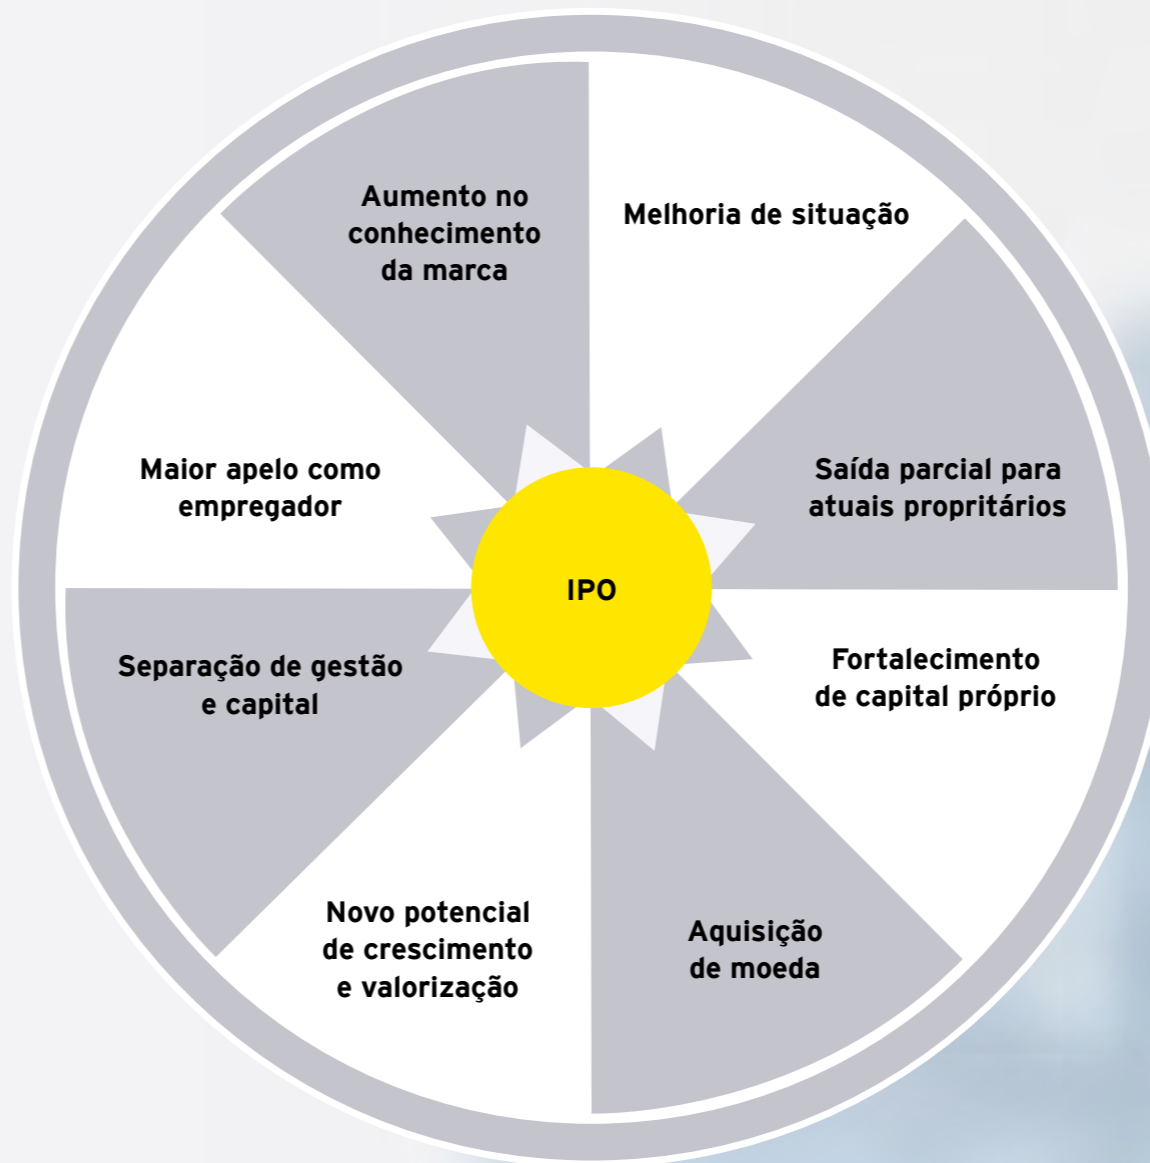 Aumento no
conhecimento
da marca
Melhoria de situação
Saída parcial para
atuais propritários
Fortalecimento
de capital próprio
Aquisição
de moeda
Novo potencial
de crescimento
e valorização
Separação de gestão
e capital
Maior apelo como
empregador
IPO